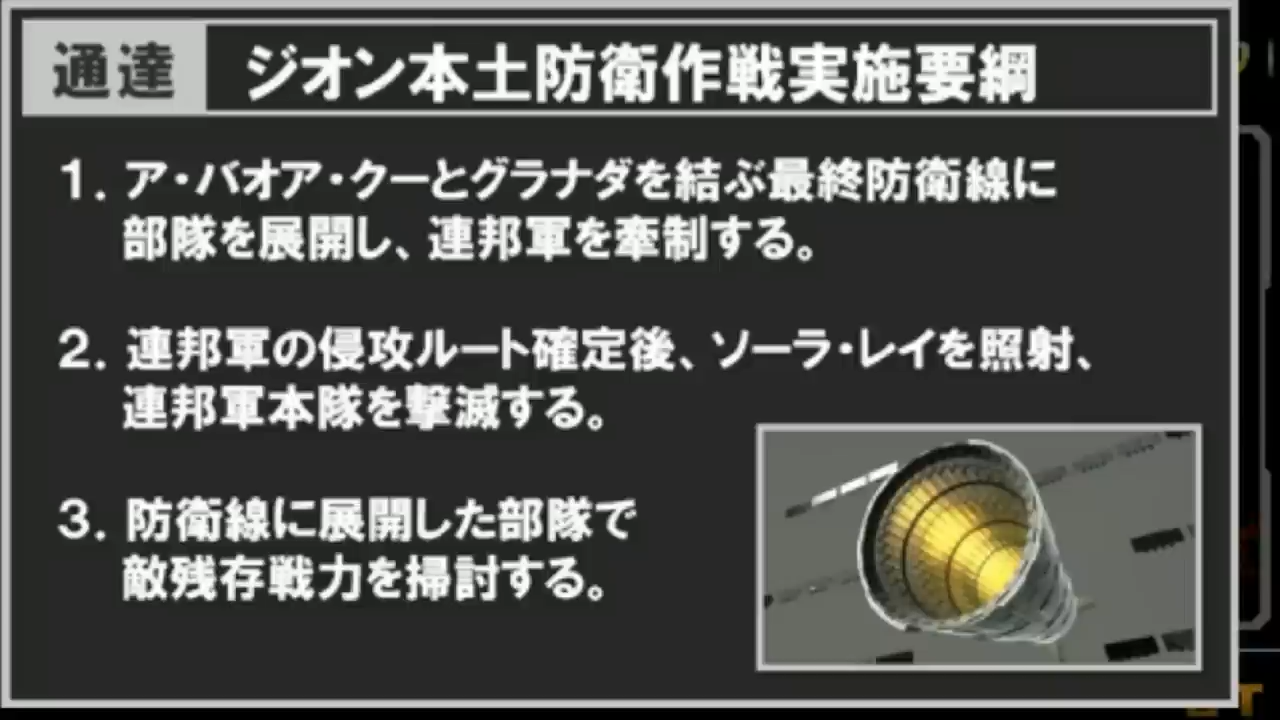 通達
ジオン本土防衛作戦実施要綱
1. ア・バオア・クーとグラナダを結ぶ最終防衛線に
部隊を展開し、連邦軍を牽制する。
2. 連邦軍の侵攻ルート確定後、ソーラ・レイを照射、
連邦軍本隊を撃滅する。
3. 防衛線に展開した部隊で
敵残存戦力を掃討する。